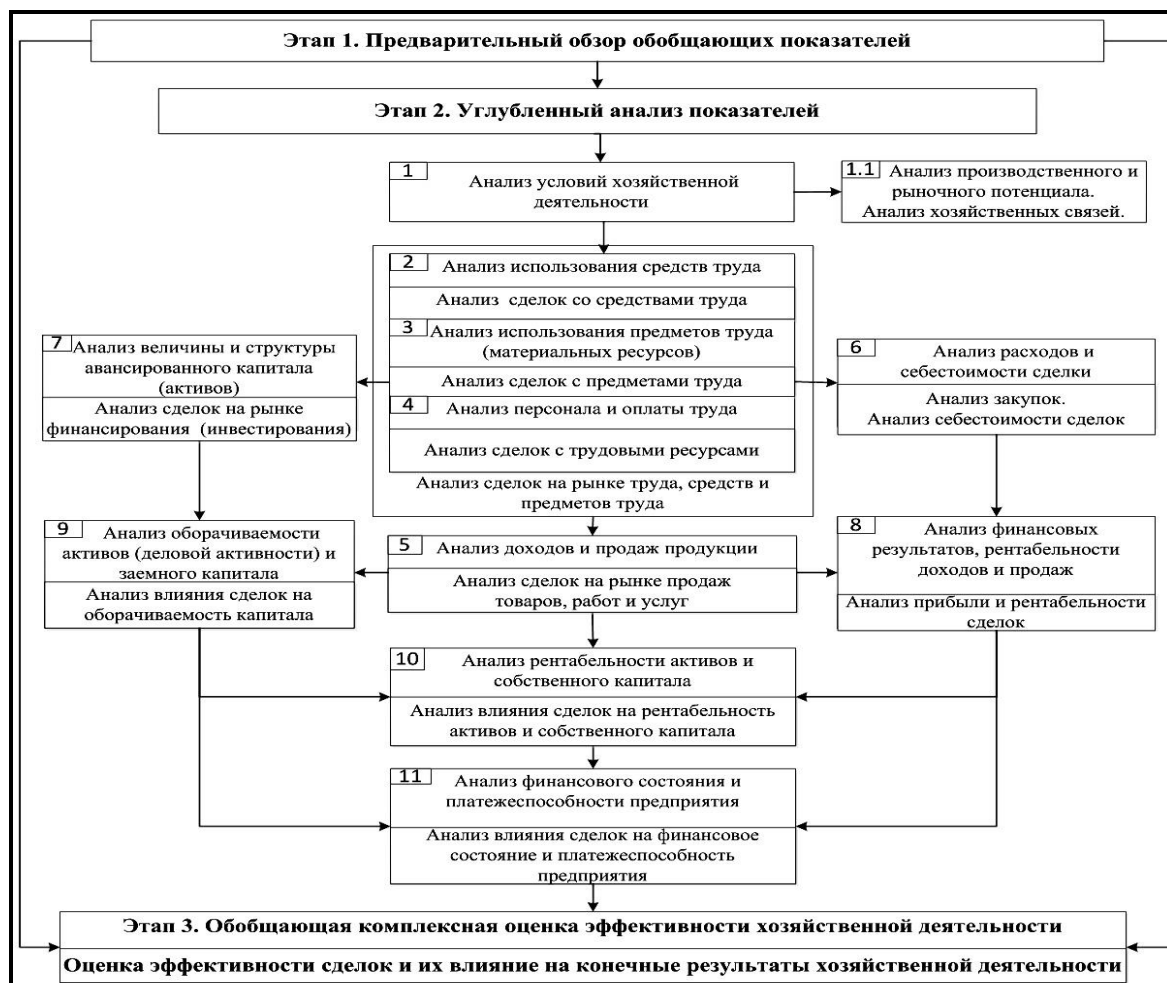 Этап 1. Предварительный обзор обобщающих показателей
Этап 2. Углубленный анализ показателей
1
Анализ условий хозяйственной
деятельности
1.1 Анализ производственного и
рыночного потенциала.
Анализ хозяйственных связей.
2 Анализ использования средств труда
Анализ сделок со средствами труда
3 Анализ использования предметов труда
(материальных ресурсов)
Анализ сделок с предметами труда
4 Анализ персонала и оплаты труда
Анализ сделок с трудовыми ресурсами
Анализ сделок на рынке труда, средств и
предметов труда
7 Анализ величины и структуры
авансированного капитала
(активов)
Анализ сделок на рынке
финансирования (инвестирования)
6 Анализ расходов и
себестоимости сделки
Анализ закупок.
Анализ себестоимости сделок
9 Анализ оборачиваемости
активов (деловой активности) и
заемного капитала
Анализ влияния сделок на
оборачиваемость капитала
5 Анализ доходов и продаж продукции
Анализ сделок на рынке продаж
товаров, работ и услуг
8 Анализ финансовых
результатов, рентабельности
доходов и продаж
Анализ прибыли и рентабельности
сделок
10 Анализ рентабельности активов и
собственного капитала
Анализ влияния сделок на рентабельность
активов и собственного капитала
11 Анализ финансового состояния и
платежеспособности предприятия
Анализ влияния сделок на финансовое
состояние и платежеспособность
предприятия
Этап 3. Обобщающая комплексная оценка эффективности хозяйственной деятельности
Оценка эффективности сделок и их влияние на конечные результаты хозяйственной деятельности